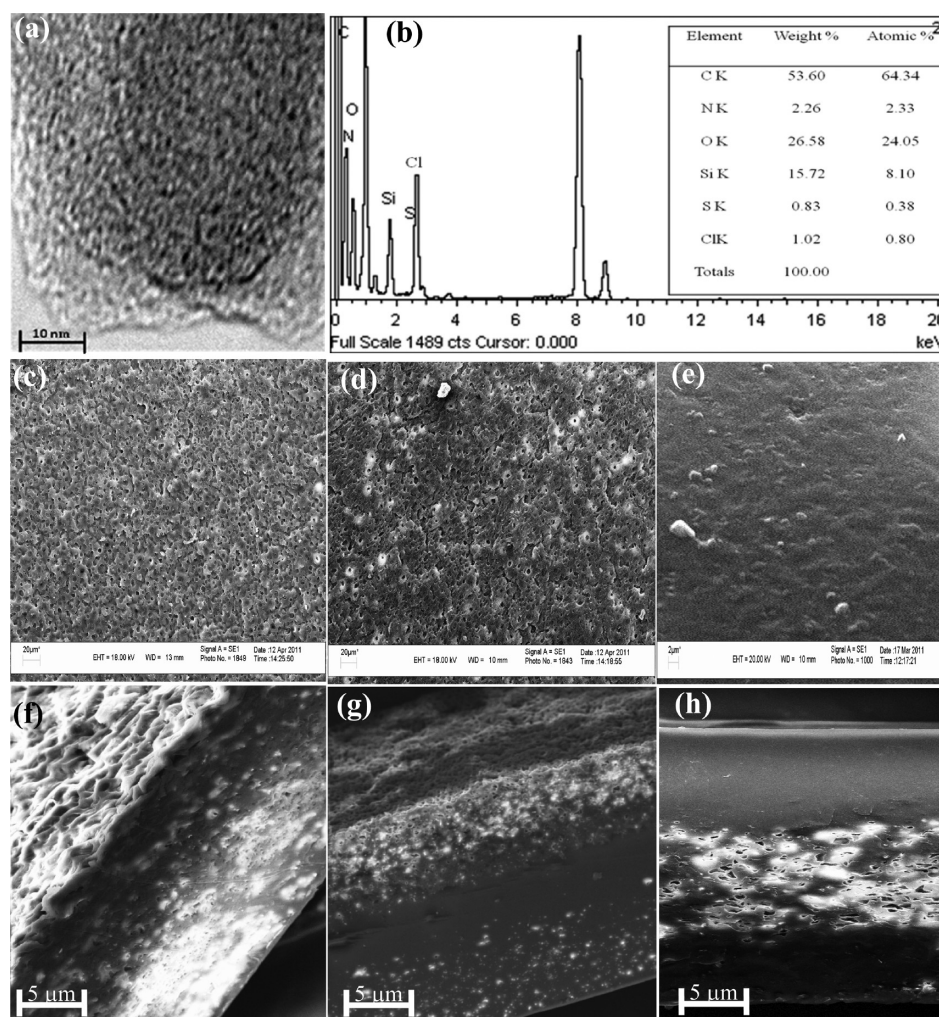 (a)
10 nm
(b)
C
O
N
Si
S
Cl
0 2 4 6 8 10 12 14 16 18 20
Full Scale 1489 cts Cursor: 0.000
keV
2
Element Weight % Atomic %
C K 53.60 64.34
N K 2.26 2.33
O K 26.58 24.05
Si K 15.72 8.10
S K 0.83 0.38
ClK 1.02 0.80
Totals 100.00
(c)
20µm
EHT = 18.00 kV WD = 13 mm
Signal A = SE1 Date :12 Apr 2011
Photo No. = 1849 Time :14:25:50
(d)
20µm
EHT = 18.00 kV WD = 10 mm
Signal A = SE1 Date :12 Apr 2011
Photo No. = 1843 Time :14:18:55
(e)
2µm
EHT = 20.00 kV WD = 10 mm
Signal A = SE1 Date :17 Mar 2011
Photo No. = 1000 Time :12:17:21
(f)
5 µm
(g)
5 µm
(h)
5 µm